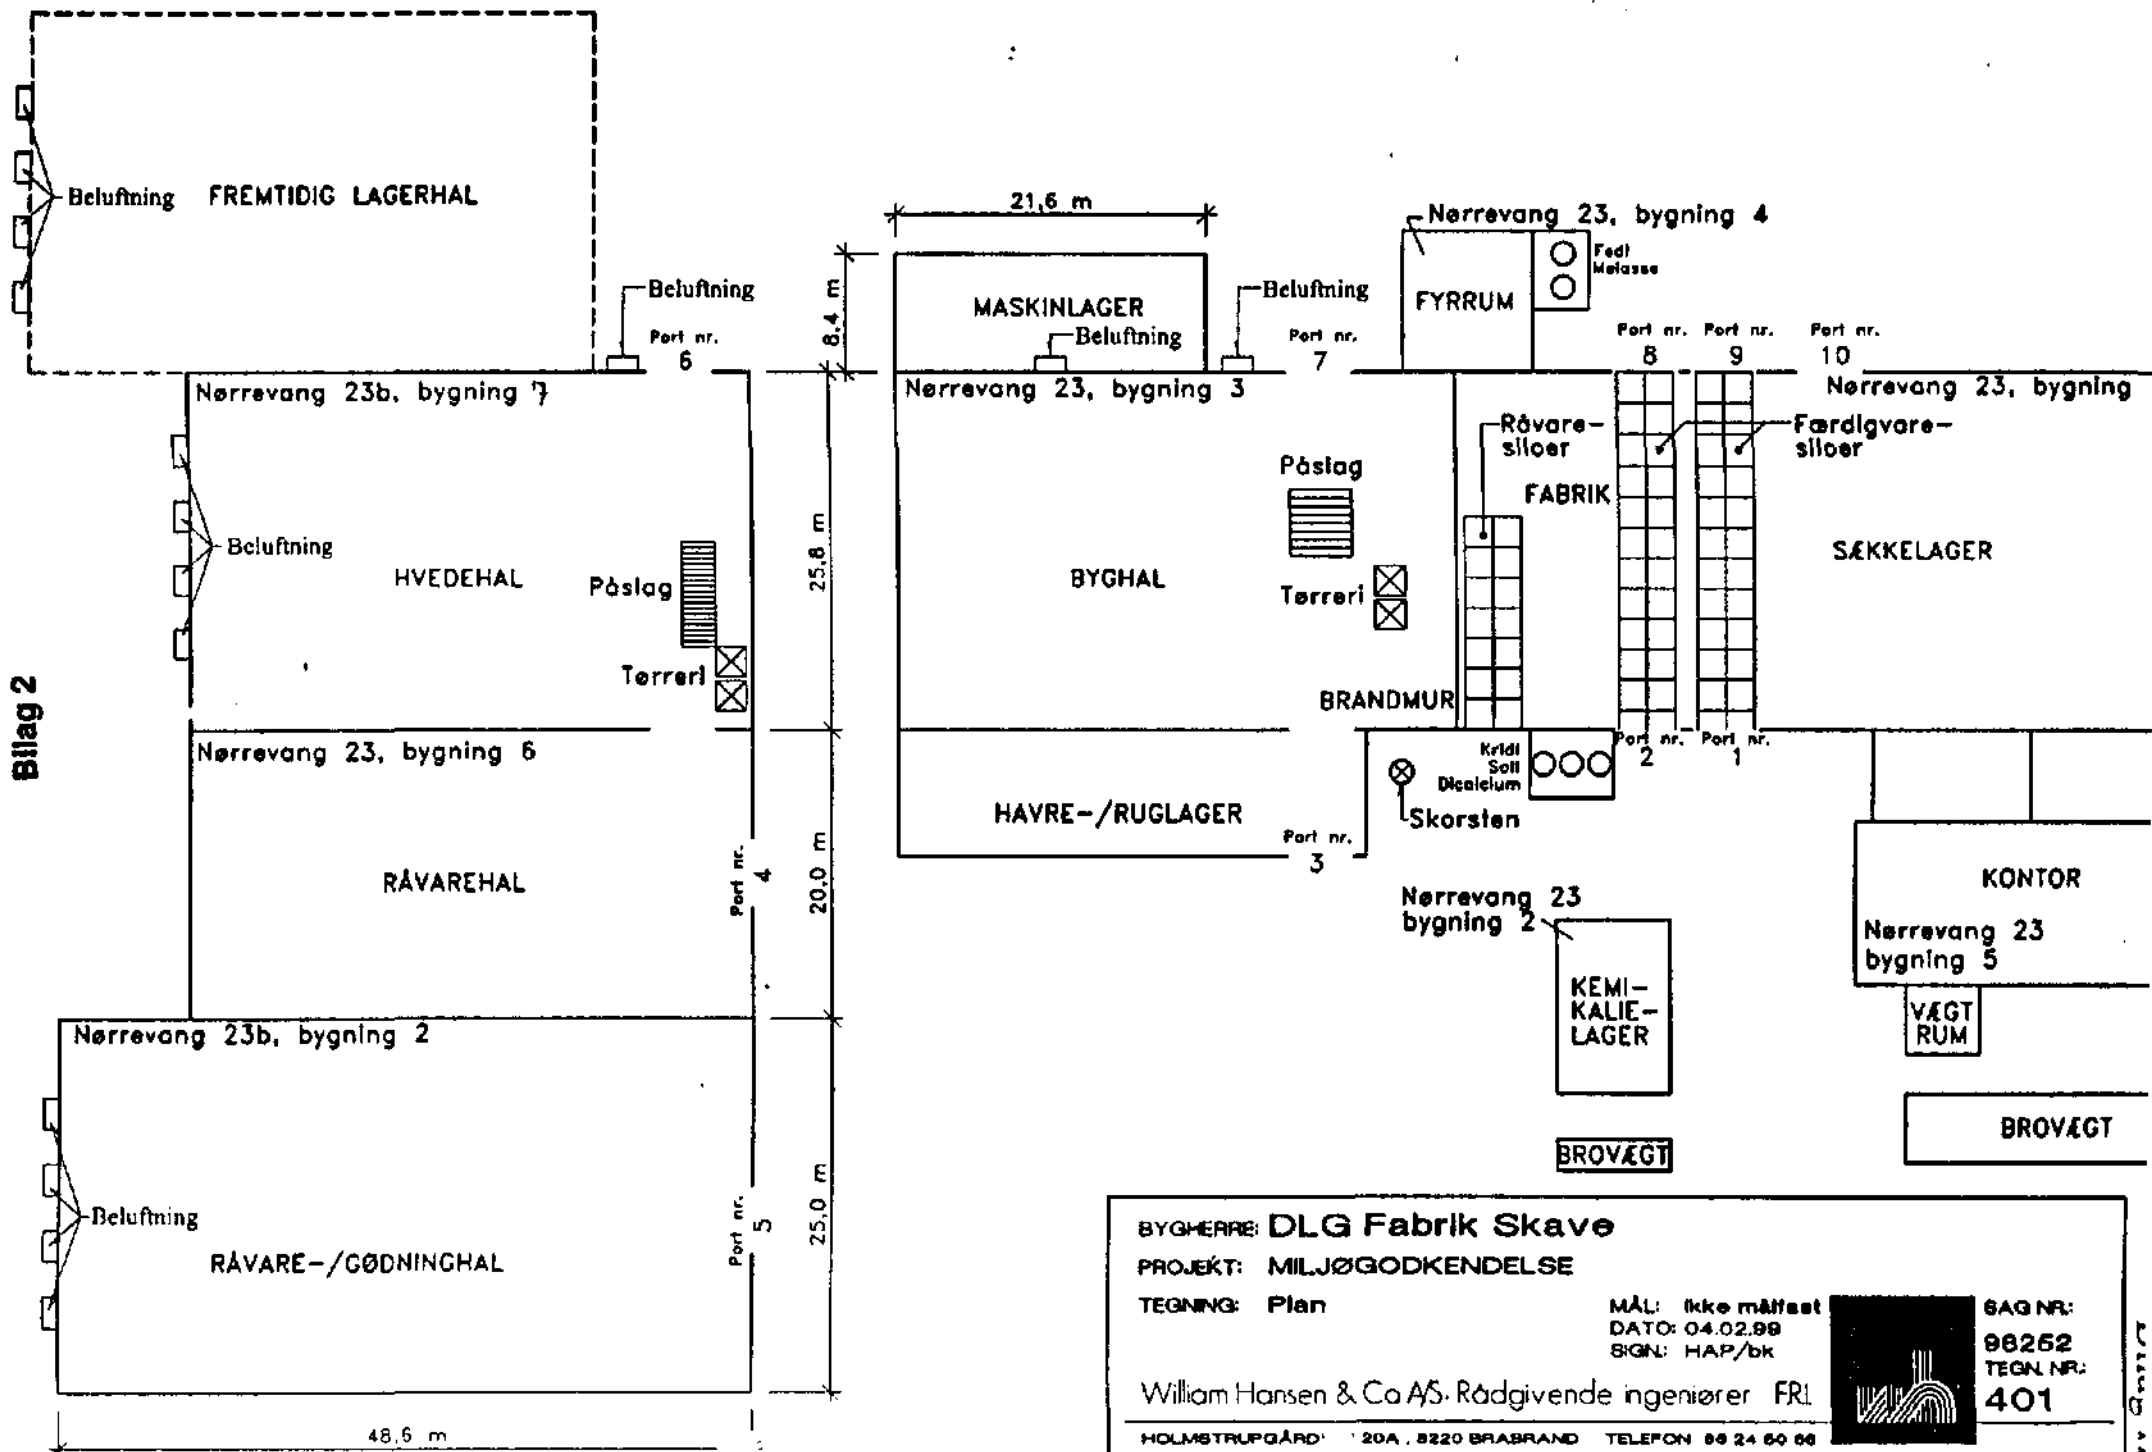 Bilag 2
Beluftning
FREMTIDIG LAGERHAL
Beluftning
Port nr.
6
Nørrevang 23b, bygning 7
Beluftning
HVEDEHAL
Påslag
Tørreri
Nørrevang 23, bygning 6
RÅVAREHAL
Port nr.
4
Nørrevang 23b, bygning 2
Beluftning
RÅVARE-/GØDNINGHAL
Port nr.
5
48,6 m
8,4 m
25,8 m
20,0 m
25,0 m
21,6 m
MASKINLAGER
Beluftning
Beluftning
Port nr.
7
Nørrevang 23, bygning 3
BYGHAL
Påslag
Tørreri
BRANDMUR
HAVRE-/RUGLAGER
Port nr.
3
Nørrevang 23, bygning 4
FYRRUM
Fedt
Melasse
Port nr.
8
Port nr.
9
Port nr.
10
Nørrevang 23, bygning
Råvare-
siloer
Færdigvare-
siloer
FABRIK
SÆKKELAGER
Port nr.
2
Port nr.
1
Kridt
Salt
Dicalcium
Skorsten
Nørrevang 23
bygning 2
KEMI-
KALIE-
LAGER
BROVÆGT
KONTOR
Nørrevang 23
bygning 5
VÆGT
RUM
BROVÆGT
BYGHERRE: DLG Fabrik Skave
PROJEKT: MILJØGODKENDELSE
TEGNING: Plan
MÅL: Ikke målfast
DATO: 04.02.99
SIGN.: HAP/bk
SAG NR.:
98252
TEGN. NR.:
401
William Hansen & Co A/S. Rådgivende ingeniører FRI
HOLMSTRUPGÅRD 20A, 8220 BRABRAND TELEFON 86 24 60 66